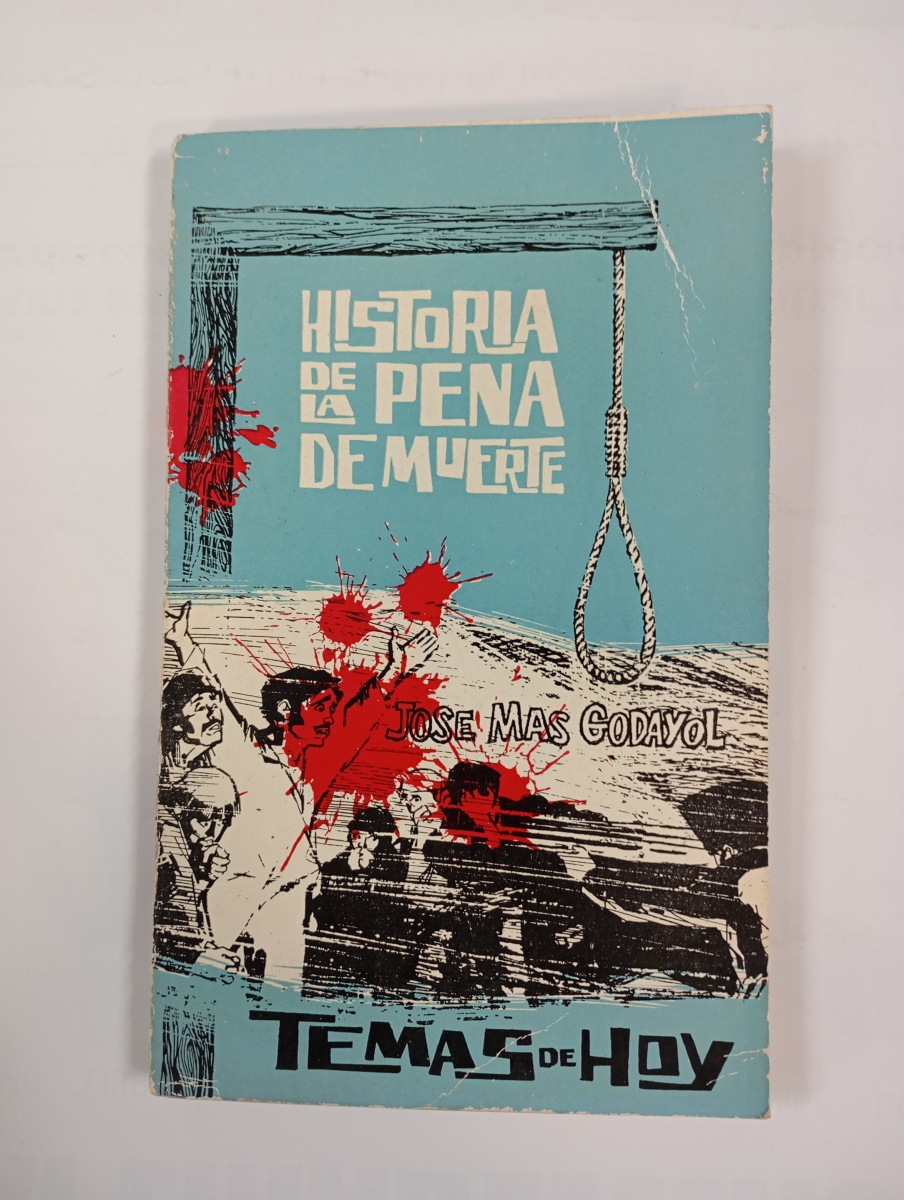 HISTORIA
DE LA PENA
DE MUERTE
JOSE MAS GODAYOL
TEMAS DE HOY